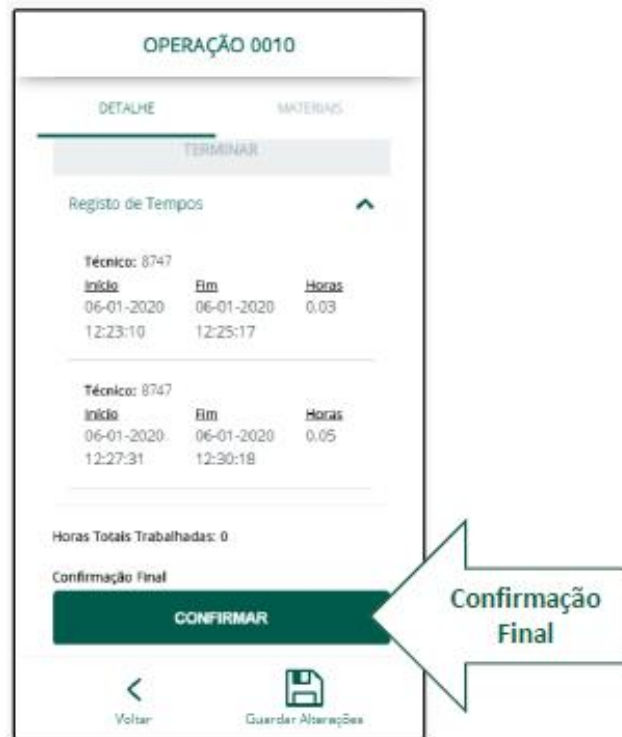 OPERAÇÃO 0010
DETALHE MATERIAIS
TERMINAR
Registo de Tempos
Técnico: 8747
Início Fim Horas
06-01-2020 06-01-2020 0.03
12:23:10 12:25:17
Técnico: 8747
Início Fim Horas
06-01-2020 06-01-2020 0.05
12:27:31 12:30:18
Horas Totais Trabalhadas: 0
Confirmação Final
CONFIRMAR
Confirmação
Final
Voltar Guardar Alterações